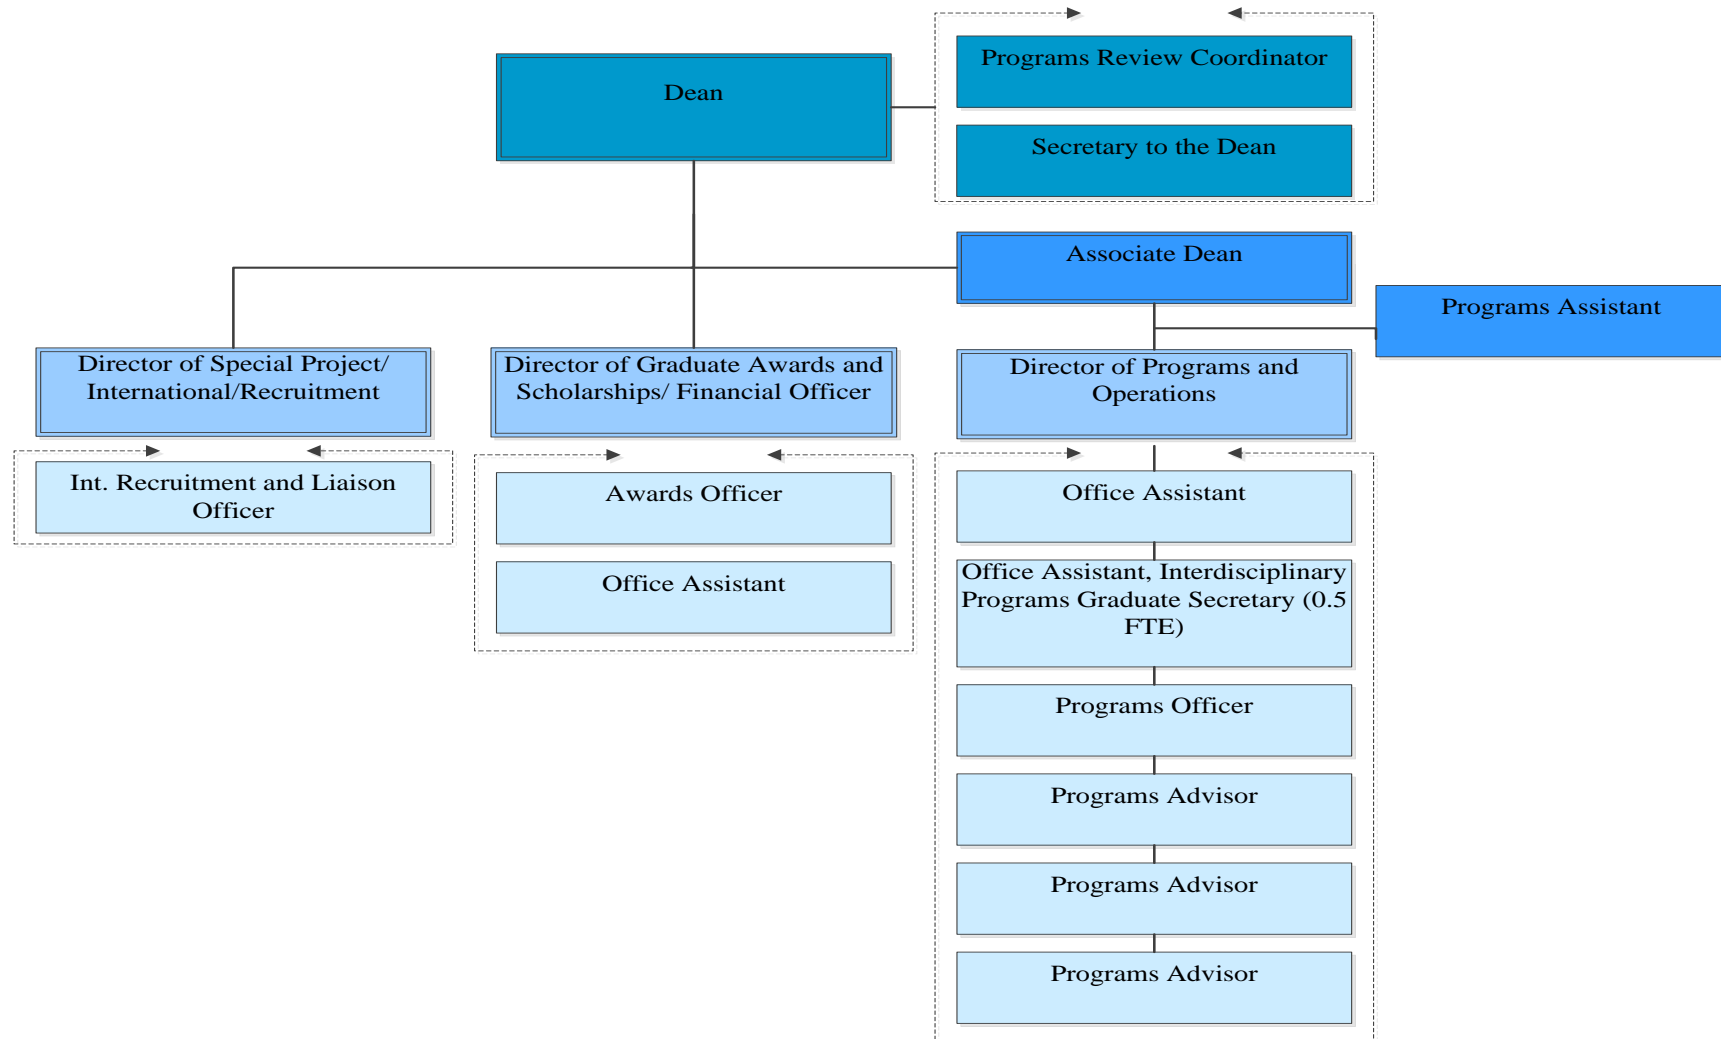 Dean
Programs Review Coordinator
Secretary to the Dean
Associate Dean
Programs Assistant
Director of Special Project/
International/Recruitment
Director of Graduate Awards and
Scholarships/ Financial Officer
Director of Programs and
Operations
Int. Recruitment and Liaison
Officer
Awards Officer
Office Assistant
Office Assistant
Office Assistant, Interdisciplinary
Programs Graduate Secretary (0.5
FTE)
Programs Officer
Programs Advisor
Programs Advisor
Programs Advisor